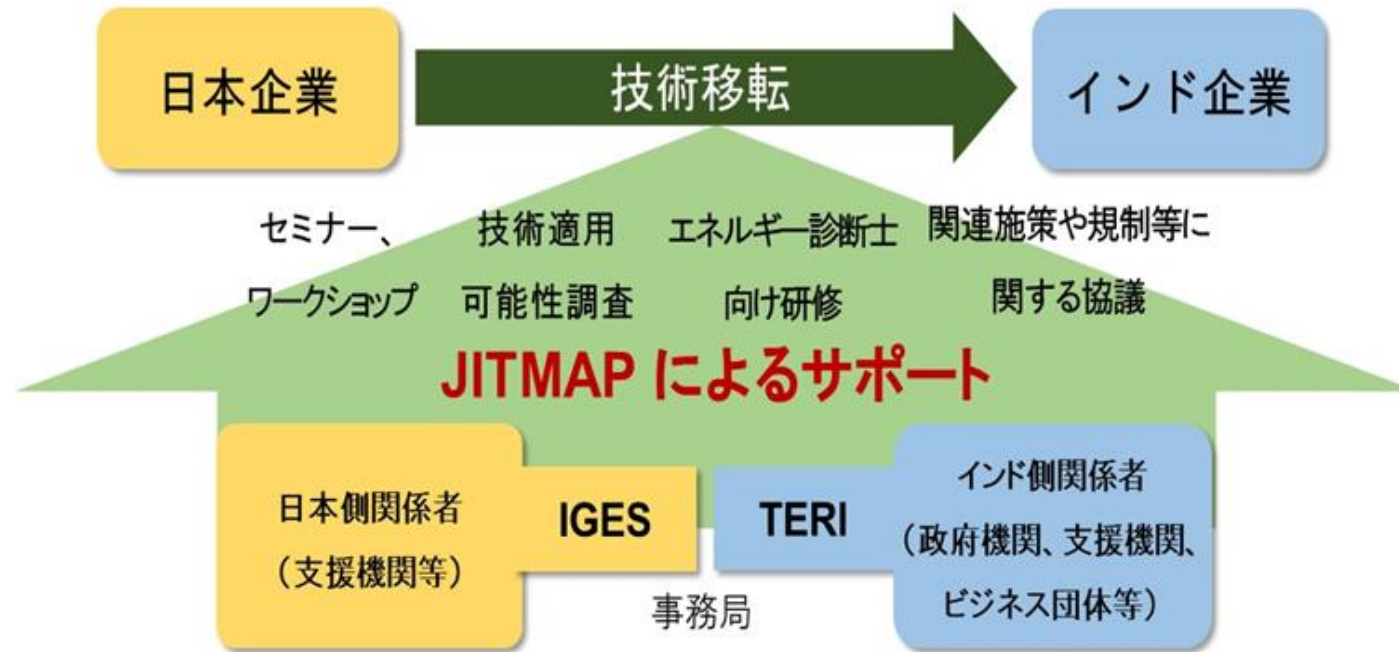 日本企業
技術移転
インド企業
セミナー、
ワークショップ
技術適用
可能性調査
エネルギー診断士
向け研修
関連施策や規制等に
関する協議
JITMAP によるサポート
日本側関係者
（支援機関等）
IGES
TERI
インド側関係者
（政府機関、支援機関、
ビジネス団体等）
事務局